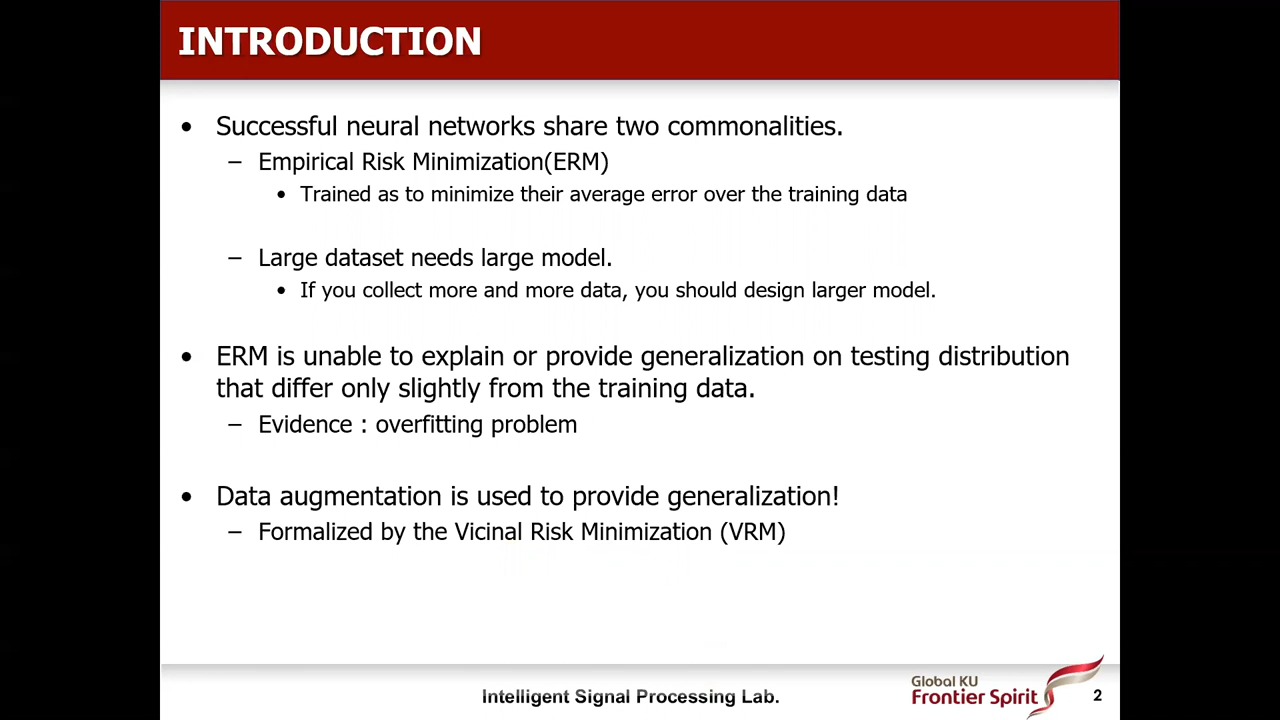 INTRODUCTION
• Successful neural networks share two commonalities.
– Empirical Risk Minimization(ERM)
• Trained as to minimize their average error over the training data
– Large dataset needs large model.
• If you collect more and more data, you should design larger model.
• ERM is unable to explain or provide generalization on testing distribution
that differ only slightly from the training data.
– Evidence : overfitting problem
• Data augmentation is used to provide generalization!
– Formalized by the Vicinal Risk Minimization (VRM)
Intelligent Signal Processing Lab.
Global KU
Frontier Spirit
2